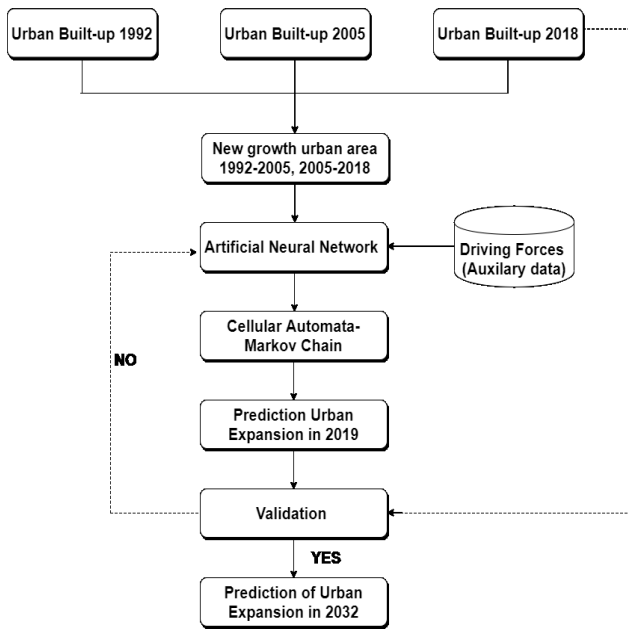 Urban Built-up 1992
Urban Built-up 2005
Urban Built-up 2018
New growth urban area
1992-2005, 2005-2018
Artificial Neural Network
Driving Forces
(Auxilary data)
Cellular Automata-
Markov Chain
NO
Prediction Urban
Expansion in 2019
Validation
YES
Prediction of Urban
Expansion in 2032